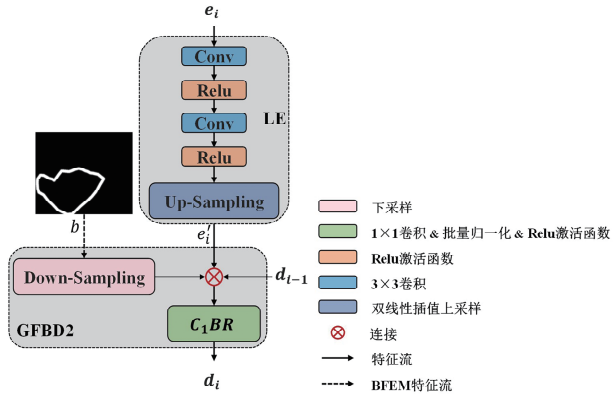 e_i
Conv
Relu
Conv
LE
Relu
Up-Sampling
b
e_i'
Down-Sampling
d_{i-1}
C_1BR
GFBD2
d_i
下采样
1×1卷积 & 批量归一化 & Relu激活函数
Relu激活函数
3×3卷积
双线性插值上采样
连接
特征流
BFEM特征流